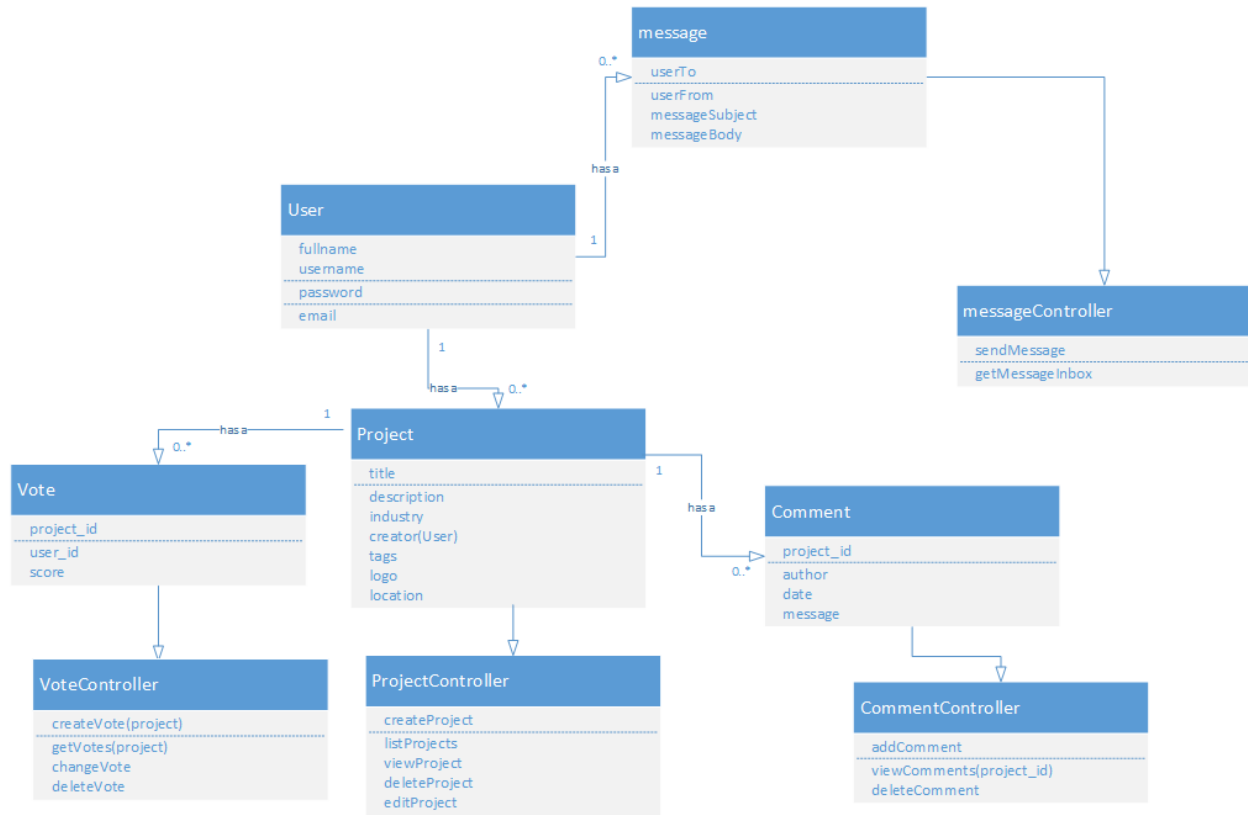 message
userTo
userFrom
messageSubject
messageBody
0..*
has a
1
User
fullname
username
password
email
messageController
sendMessage
getMessageInbox
1
has a
0..*
Project
title
description
industry
creator(User)
tags
logo
location
1
has a
0..*
Vote
project_id
user_id
score
1
has a
0..*
Comment
project_id
author
date
message
VoteController
createVote(project)
getVotes(project)
changeVote
deleteVote
ProjectController
createProject
listProjects
viewProject
deleteProject
editProject
CommentController
addComment
viewComments(project_id)
deleteComment